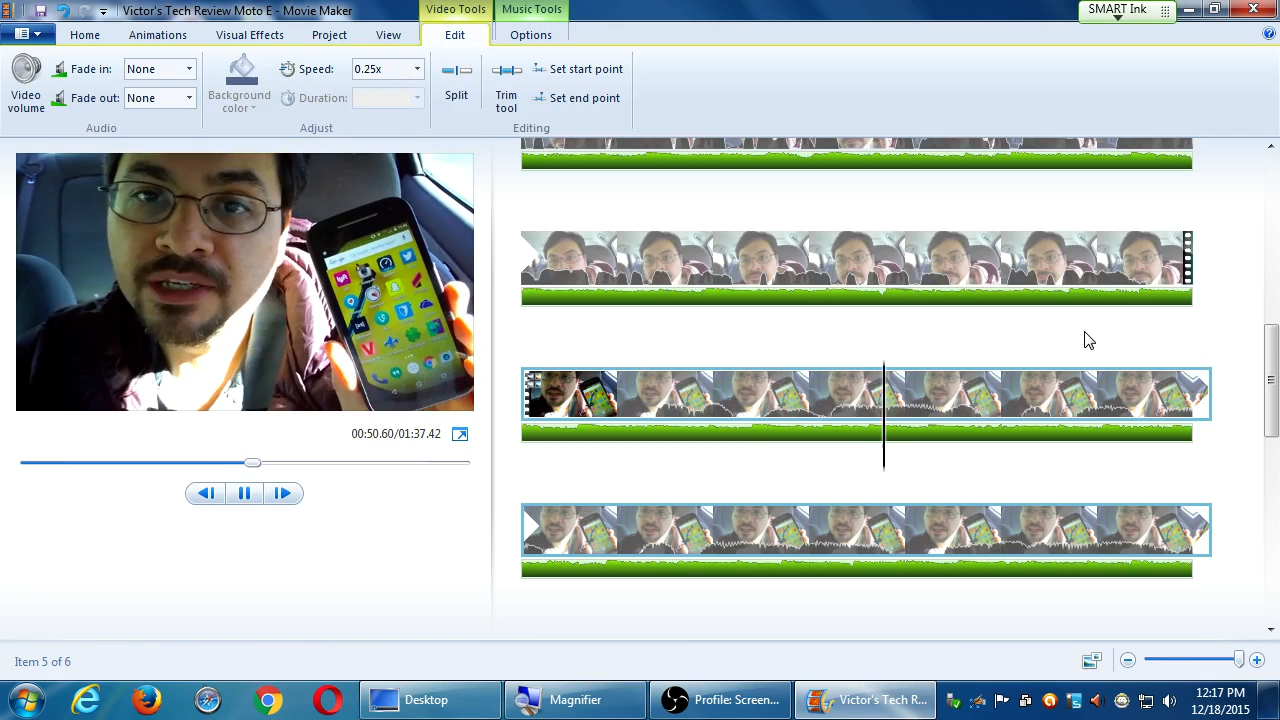 Victor's Tech Review Moto E - Movie Maker
Video Tools
Music Tools
SMART Ink
Home
Animations
Visual Effects
Project
View
Edit
Options
Video
volume
Fade in:
None
Fade out:
None
Audio
Background
color
Speed:
0.25x
Duration:
Adjust
Split
Trim
tool
Set start point
Set end point
Editing
00:50.60/01:37.42
Item 5 of 6
Desktop
Magnifier
Profile: Screen...
Victor's Tech R...
12:17 PM
12/18/2015